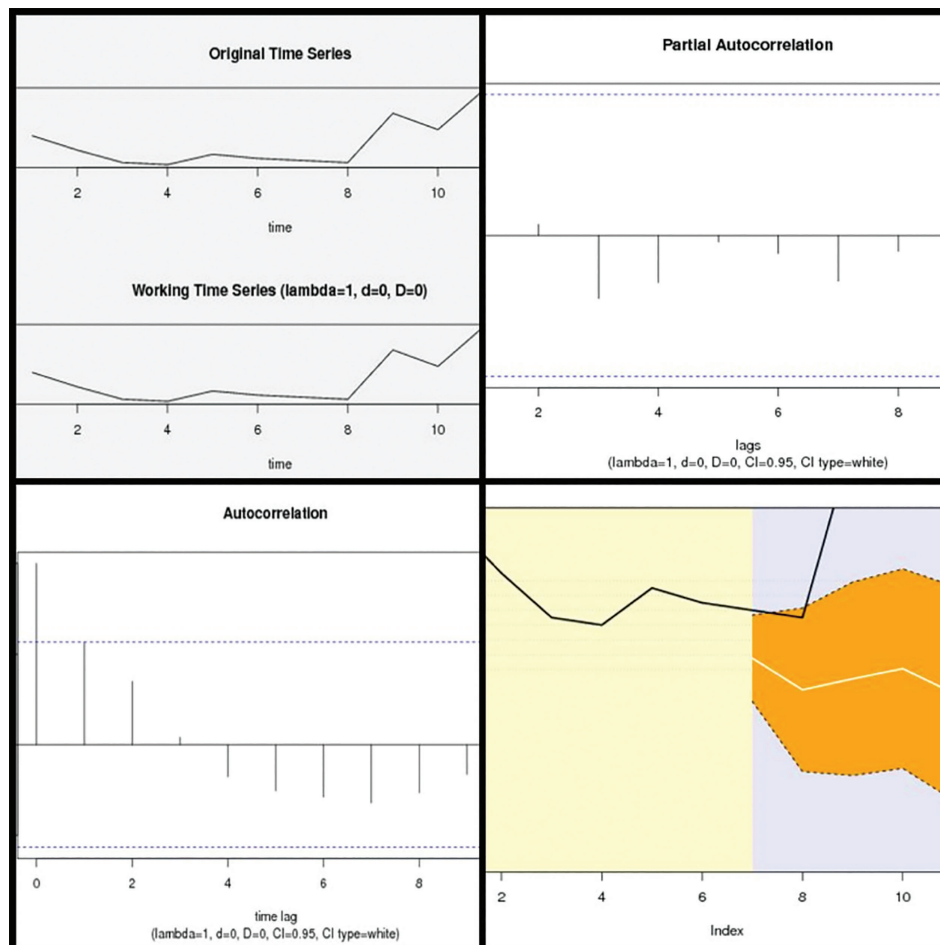 Original Time Series
2 4 6 8 10
time
Working Time Series (lambda=1, d=0, D=0)
2 4 6 8 10
time
Partial Autocorrelation
2 4 6 8
lags
(lambda=1, d=0, D=0, CI=0.95, CI type=white)
Autocorrelation
0 2 4 6 8
time lag
(lambda=1, d=0, D=0, CI=0.95, CI type=white)
2 4 6 8 10
Index